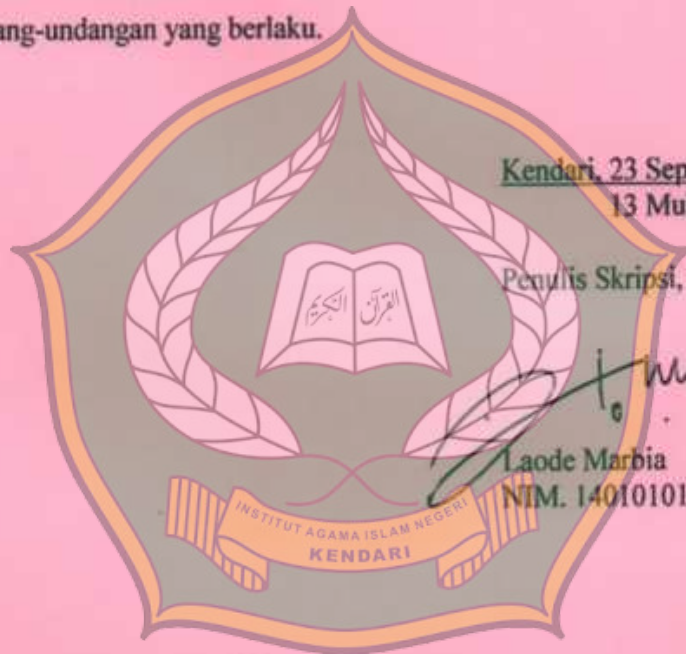 ang-undangan yang berlaku.
Kendari, 23 Sep
13 Mu
Penulis Skripsi,
القرآن الكريم
Laode Marbia
NIM. 14010101
INSTITUT AGAMA ISLAM NEGERI
KENDARI